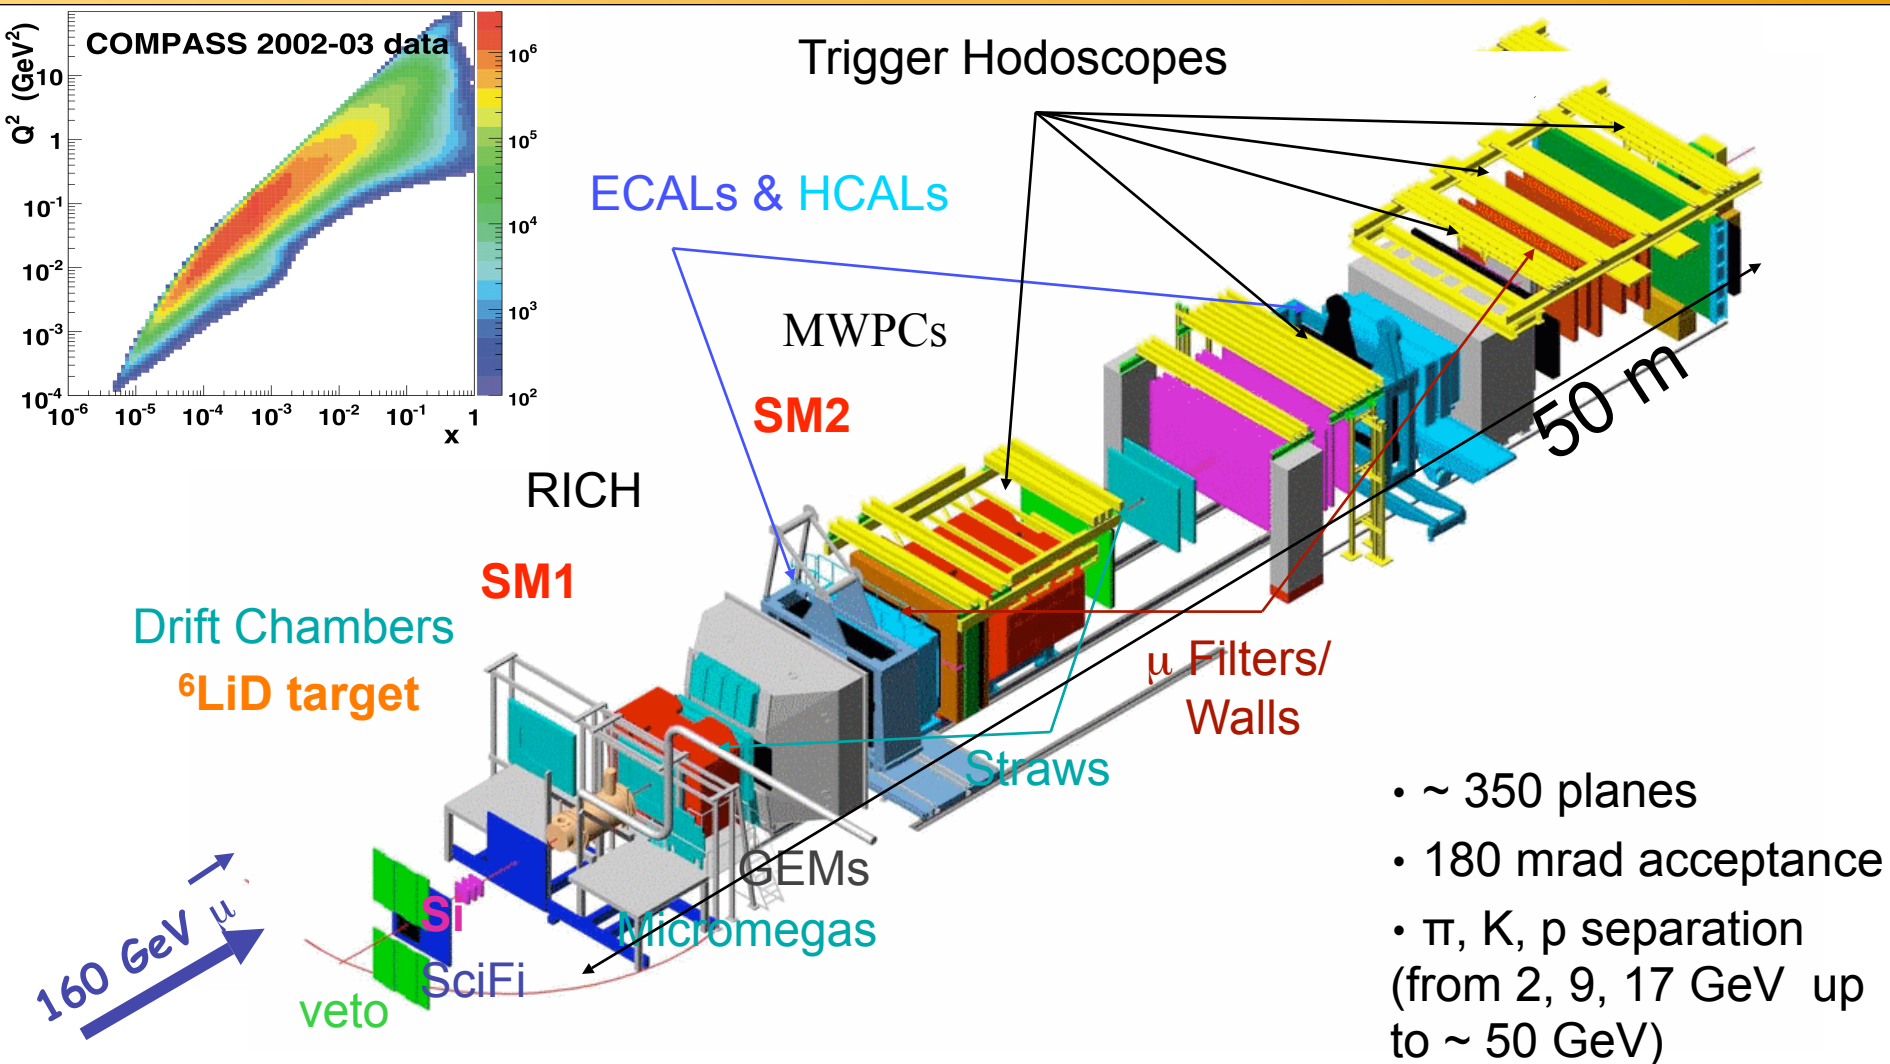 COMPASS 2002-03 data
Q² (GeV²)
10
1
10⁻¹
10⁻²
10⁻³
10⁻⁴
10⁻⁶ 10⁻⁵ 10⁻⁴ 10⁻³ 10⁻² 10⁻¹ 1
x
10⁶
10⁵
10⁴
10³
10²
Trigger Hodoscopes
ECALs & HCALs
MWPCs
SM2
RICH
SM1
Drift Chambers
⁶LiD target
50 m
μ Filters/
Walls
Straws
GEMs
Micromegas
Si
SciFi
veto
160 GeV μ
· ~ 350 planes
· 180 mrad acceptance
· π, K, p separation
(from 2, 9, 17 GeV up
to ~ 50 GeV)